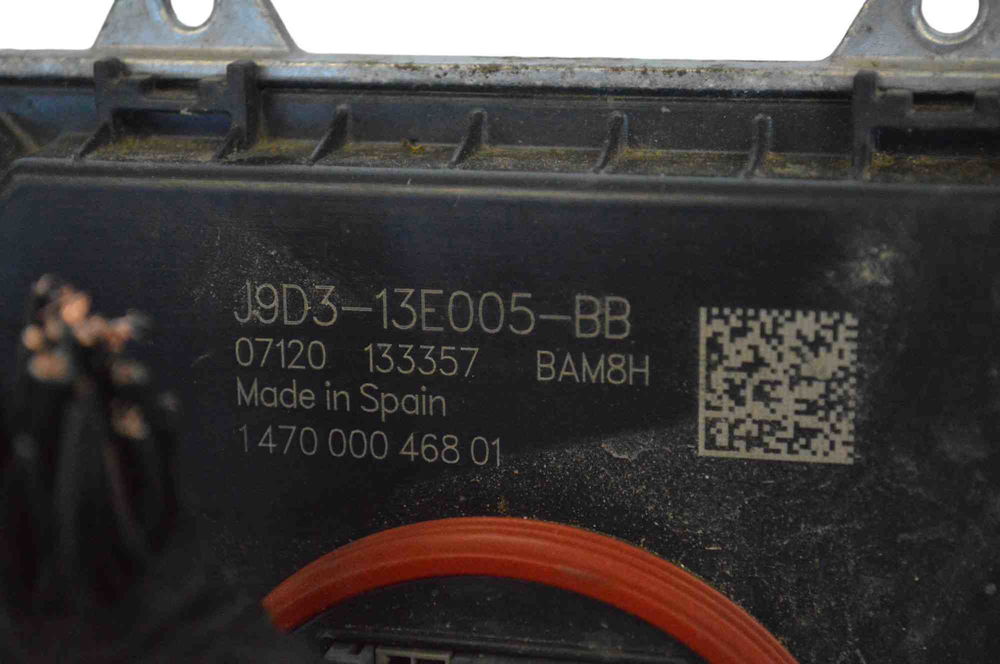 J9D3-13E005-BB
07120 133357 BAM8H
Made in Spain
1 470 000 468 01